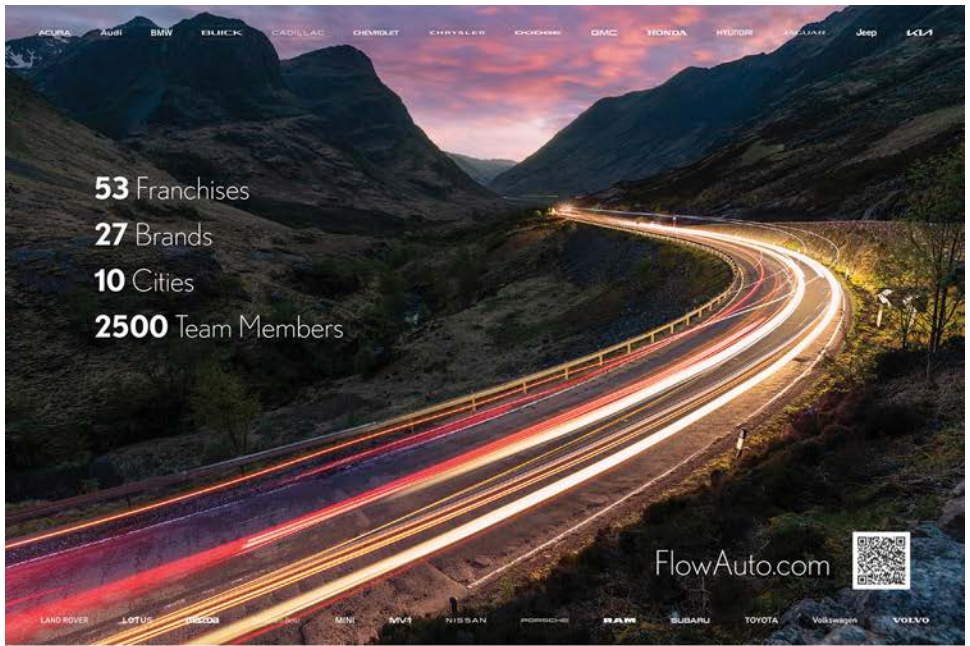 ACURA Audi BMW BUICK CADILLAC CHEVROLET CHRYSLER DODGE GMC HONDA HYUNDAI JAGUAR Jeep KIA
53 Franchises
27 Brands
10 Cities
2500 Team Members
FlowAuto.com
LAND ROVER LOTUS mazda MINI MV1 NISSAN PORSCHE RAM SUBARU TOYOTA Volkswagen VOLVO